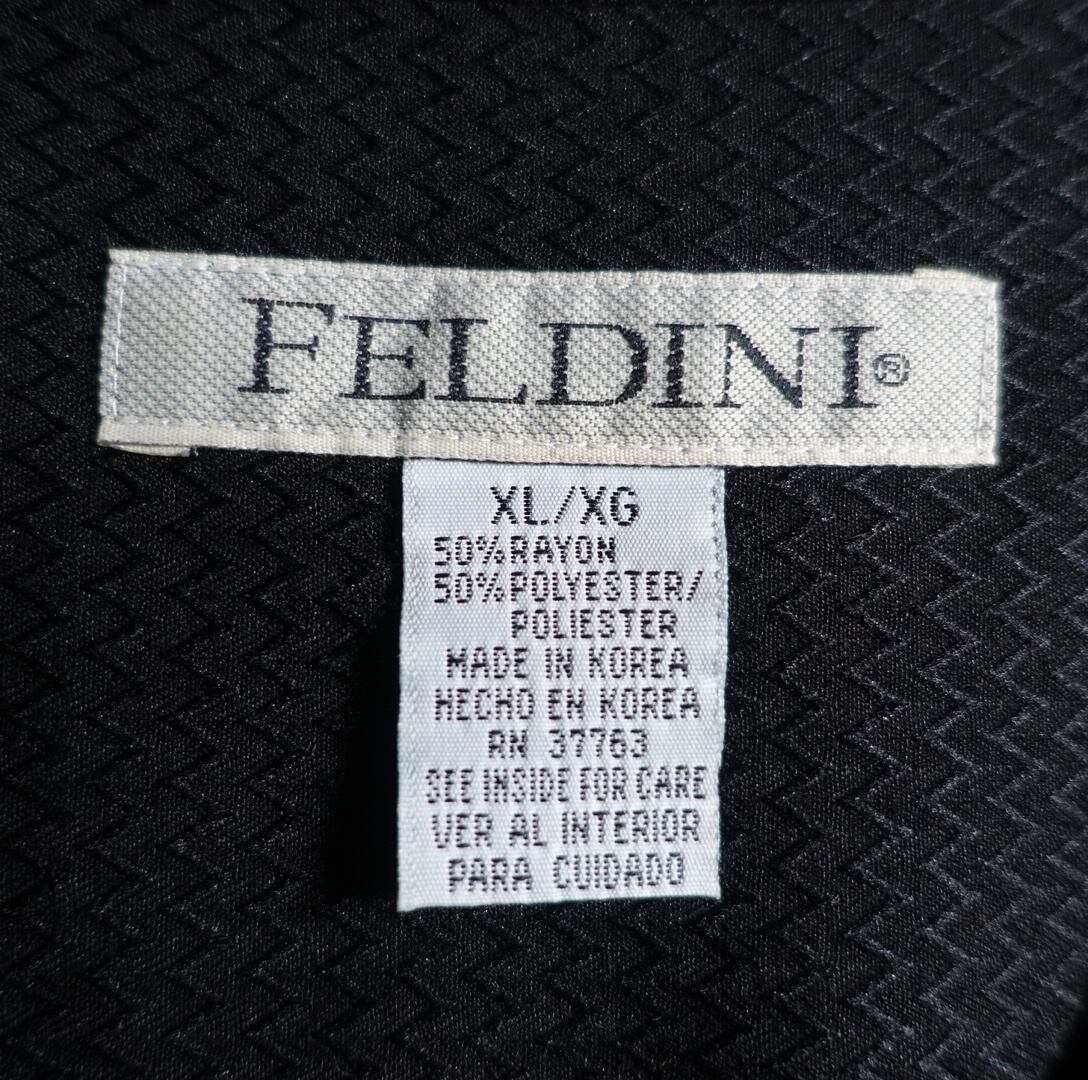 FELDINI®
XL/XG
50%RAYON
50%POLYESTER/
POLIESTER
MADE IN KOREA
HECHO EN KOREA
RN 37763
SEE INSIDE FOR CARE
VER AL INTERIOR
PARA CUIDADO